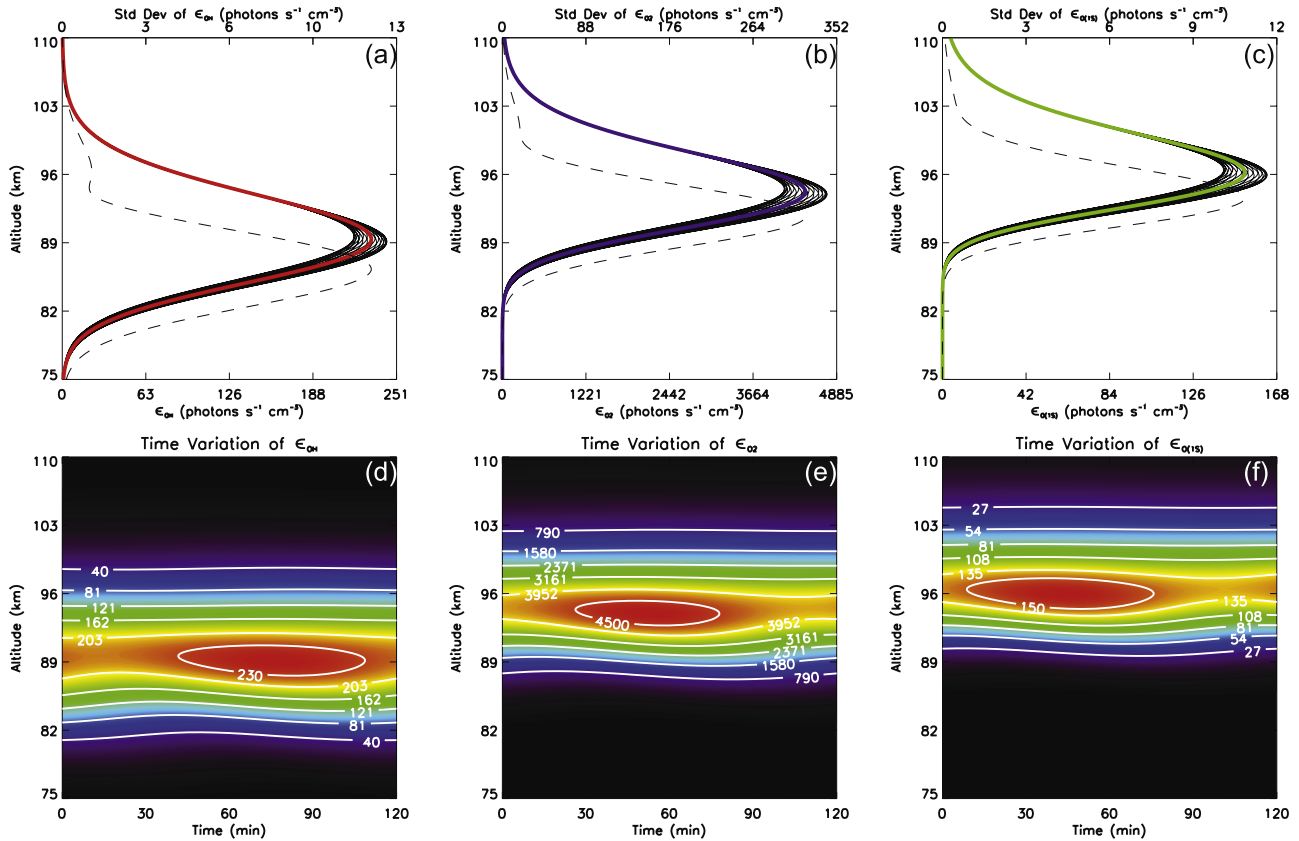 Std Dev of ϵ_OH (photons s⁻¹ cm⁻³)
0 3 6 10 13
(a)
110
103
96
89
82
75
Altitude (km)
0 63 126 188 251
ϵ_OH (photons s⁻¹ cm⁻³)
Std Dev of ϵ_O2 (photons s⁻¹ cm⁻³)
0 88 176 264 352
(b)
110
103
96
89
82
75
Altitude (km)
0 1221 2442 3664 4885
ϵ_O2 (photons s⁻¹ cm⁻³)
Std Dev of ϵ_O(1S) (photons s⁻¹ cm⁻³)
0 3 6 9 12
(c)
110
103
96
89
82
75
Altitude (km)
0 42 84 126 168
ϵ_O(1S) (photons s⁻¹ cm⁻³)
Time Variation of ϵ_OH
(d)
110
103
96
89
82
75
Altitude (km)
40
81
121
162
203
230
203
162
121
81
40
0 30 60 90 120
Time (min)
Time Variation of ϵ_O2
(e)
110
103
96
89
82
75
Altitude (km)
790
1580
2371
3161
3952
4500
3952
3161
2371
1580
790
0 30 60 90 120
Time (min)
Time Variation of ϵ_O(1S)
(f)
110
103
96
89
82
75
Altitude (km)
27
54
81
108
135
150
135
108
81
54
27
0 30 60 90 120
Time (min)